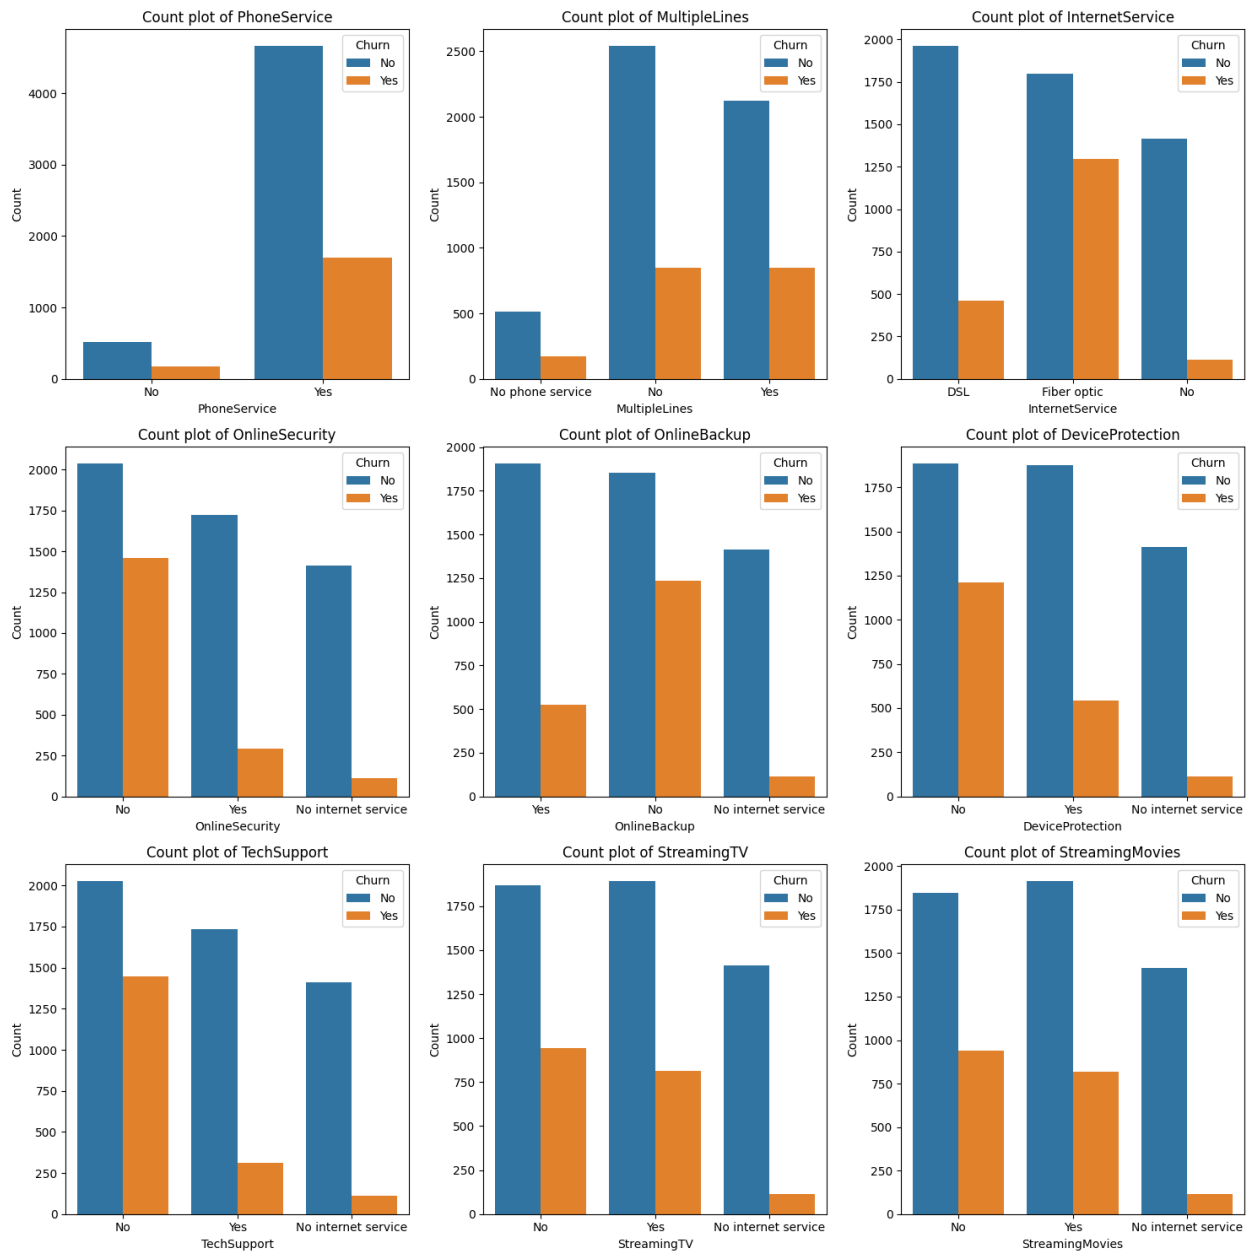 Count plot of PhoneService
Count
4000
3000
2000
1000
0
Churn
No
Yes
No Yes
PhoneService
Count plot of MultipleLines
Count
2500
2000
1500
1000
500
0
Churn
No
Yes
No phone service No Yes
MultipleLines
Count plot of InternetService
Count
2000
1750
1500
1250
1000
750
500
250
0
Churn
No
Yes
DSL Fiber optic No
InternetService
Count plot of OnlineSecurity
Count
2000
1750
1500
1250
1000
750
500
250
0
Churn
No
Yes
No Yes No internet service
OnlineSecurity
Count plot of OnlineBackup
Count
2000
1750
1500
1250
1000
750
500
250
0
Churn
No
Yes
Yes No No internet service
OnlineBackup
Count plot of DeviceProtection
Count
1750
1500
1250
1000
750
500
250
0
Churn
No
Yes
No Yes No internet service
DeviceProtection
Count plot of TechSupport
Count
2000
1750
1500
1250
1000
750
500
250
0
Churn
No
Yes
No Yes No internet service
TechSupport
Count plot of StreamingTV
Count
1750
1500
1250
1000
750
500
250
0
Churn
No
Yes
No Yes No internet service
StreamingTV
Count plot of StreamingMovies
Count
2000
1750
1500
1250
1000
750
500
250
0
Churn
No
Yes
No Yes No internet service
StreamingMovies